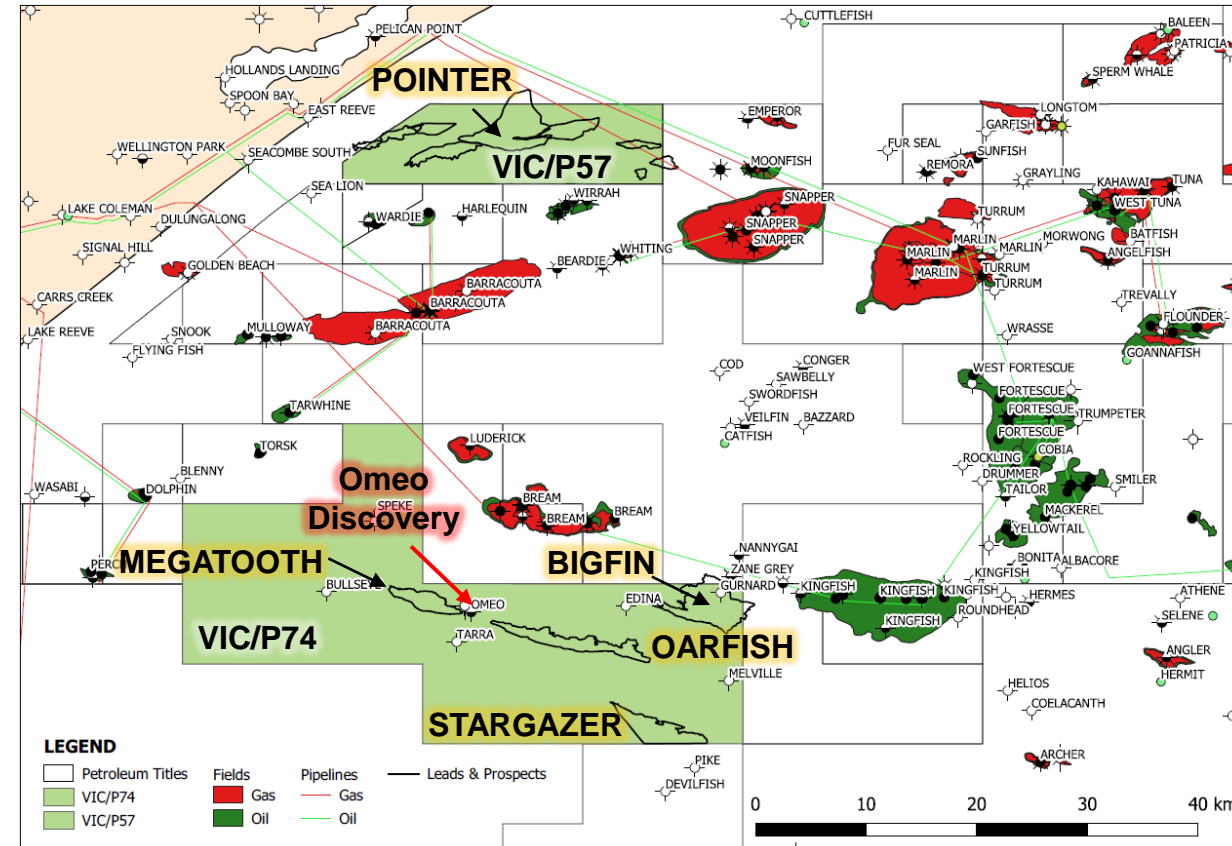 CUTTLEFISH
BALEEN
PELICAN POINT
PATRICIA
HOLLANDS LANDING
POINTER
SPERM WHALE
SPOON BAY
EAST REEVE
EMPEROR
LONGTOM
GARFISH
WELLINGTON PARK
SEACOMBE SOUTH
VIC/P57
MOONFISH
FUR SEAL
SUNFISH
REMORA
GRAYLING
SEA LION
WIRRAH
KAHAWAI
TUNA
LAKE COLEMAN
DULUNGALONG
WARDIE
HARLEQUIN
SNAPPER
WEST TUNA
SIGNAL HILL
SNAPPER
TURRUM
BATFISH
WHITING
SNAPPER
MARLIN
MARLIN
MORWONG
GOLDEN BEACH
BEARDIE
MARLIN
ANGELFISH
MARLIN
TURRUM
TURRUM
CARRS CREEK
BARRACOUTA
BARRACOUTA
TREVALLY
LAKE REEVE
SNOOK
MULLOWAY
BARRACOUTA
WRASSE
FLOUNDER
FLYING FISH
GOANNAFISH
COD
CONGER
WEST FORTESCUE
SAWBELLY
SWORDFISH
FORTESCUE
TARWHINE
VEILFIN
BAZZARD
FORTESCUE
TRUMPETER
CATFISH
FORTESCUE
TORSK
LUDERICK
COBIA
ROCKLING
BLENNY
DRUMMER
SMILER
WASABI
DOLPHIN
Omeo
SPEKE
Discovery
BREAM
BREAM
BREAM
TAILOR
MACKEREL
YELLOWTAIL
NANNYGAI
BONITA
ALBACORE
PERCH
MEGATOOTH
BIGFIN
ZANE GREY
KINGFISH
BULLSEYE
GURNARD
KINGFISH
KINGFISH
KINGFISH
HERMES
ATHENE
OMEO
EDINA
ROUNDHEAD
SELENE
VIC/P74
TARRA
KINGFISH
OARFISH
ANGLER
MELVILLE
HERMIT
HELIOS
COELACANTH
STARGAZER
LEGEND
Petroleum Titles
Fields
Pipelines
Leads & Prospects
VIC/P74
Gas
Gas
VIC/P57
Oil
Oil
PIKE
DEVILFISH
ARCHER
0 10 20 30 40 km